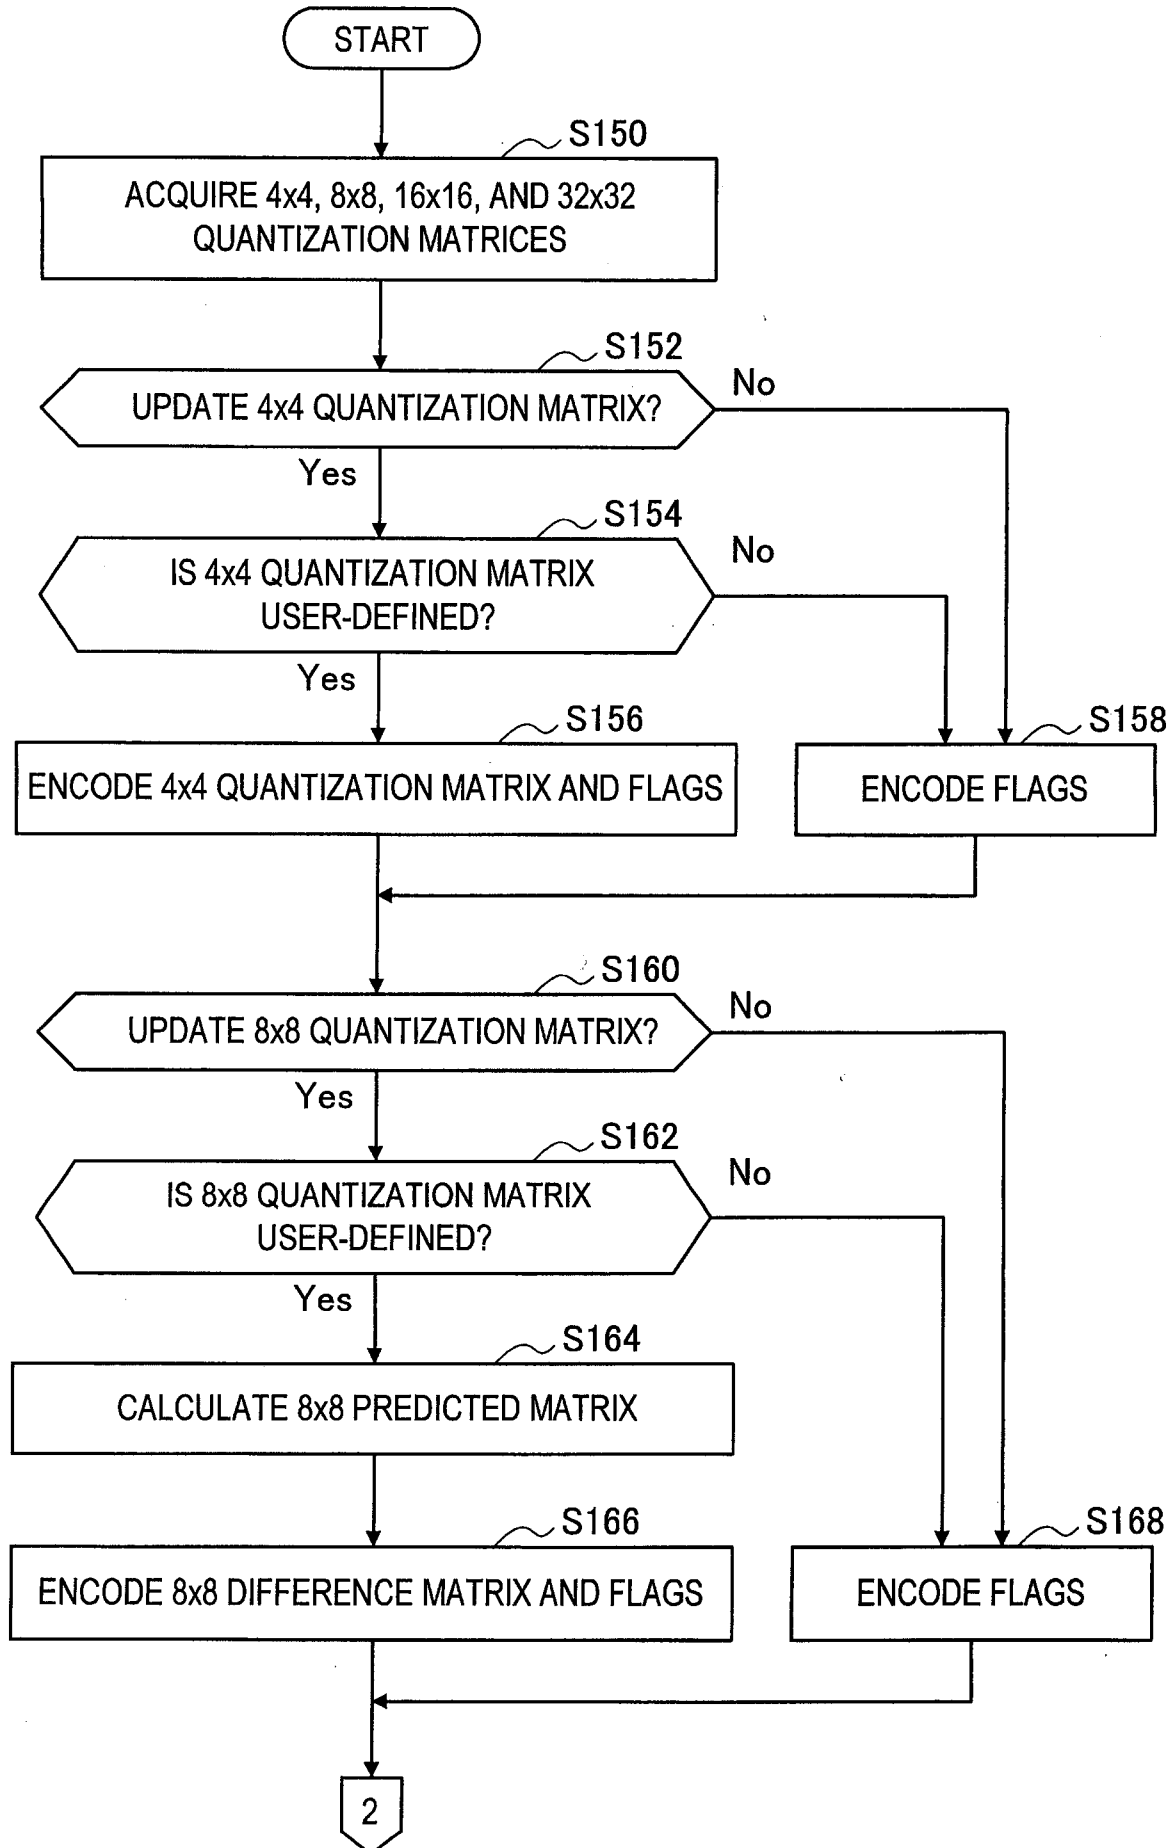 START
S150
ACQUIRE 4x4, 8x8, 16x16, AND 32x32
QUANTIZATION MATRICES
S152
UPDATE 4x4 QUANTIZATION MATRIX?
No
Yes
S154
IS 4x4 QUANTIZATION MATRIX
USER-DEFINED?
No
Yes
S156
ENCODE 4x4 QUANTIZATION MATRIX AND FLAGS
S158
ENCODE FLAGS
S160
UPDATE 8x8 QUANTIZATION MATRIX?
No
Yes
S162
IS 8x8 QUANTIZATION MATRIX
USER-DEFINED?
No
Yes
S164
CALCULATE 8x8 PREDICTED MATRIX
S166
ENCODE 8x8 DIFFERENCE MATRIX AND FLAGS
S168
ENCODE FLAGS
2